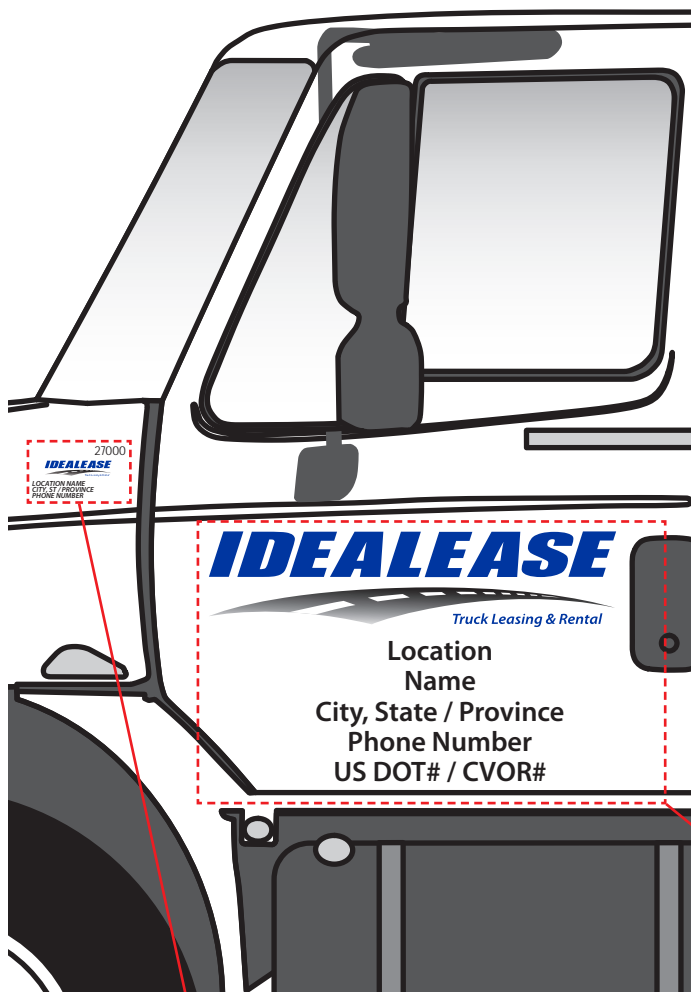 27000
IDEALEASE
LOCATION NAME
CITY, ST / PROVINCE
PHONE NUMBER
IDEALEASE
Truck Leasing & Rental
Location
Name
City, State / Province
Phone Number
US DOT# / CVOR#